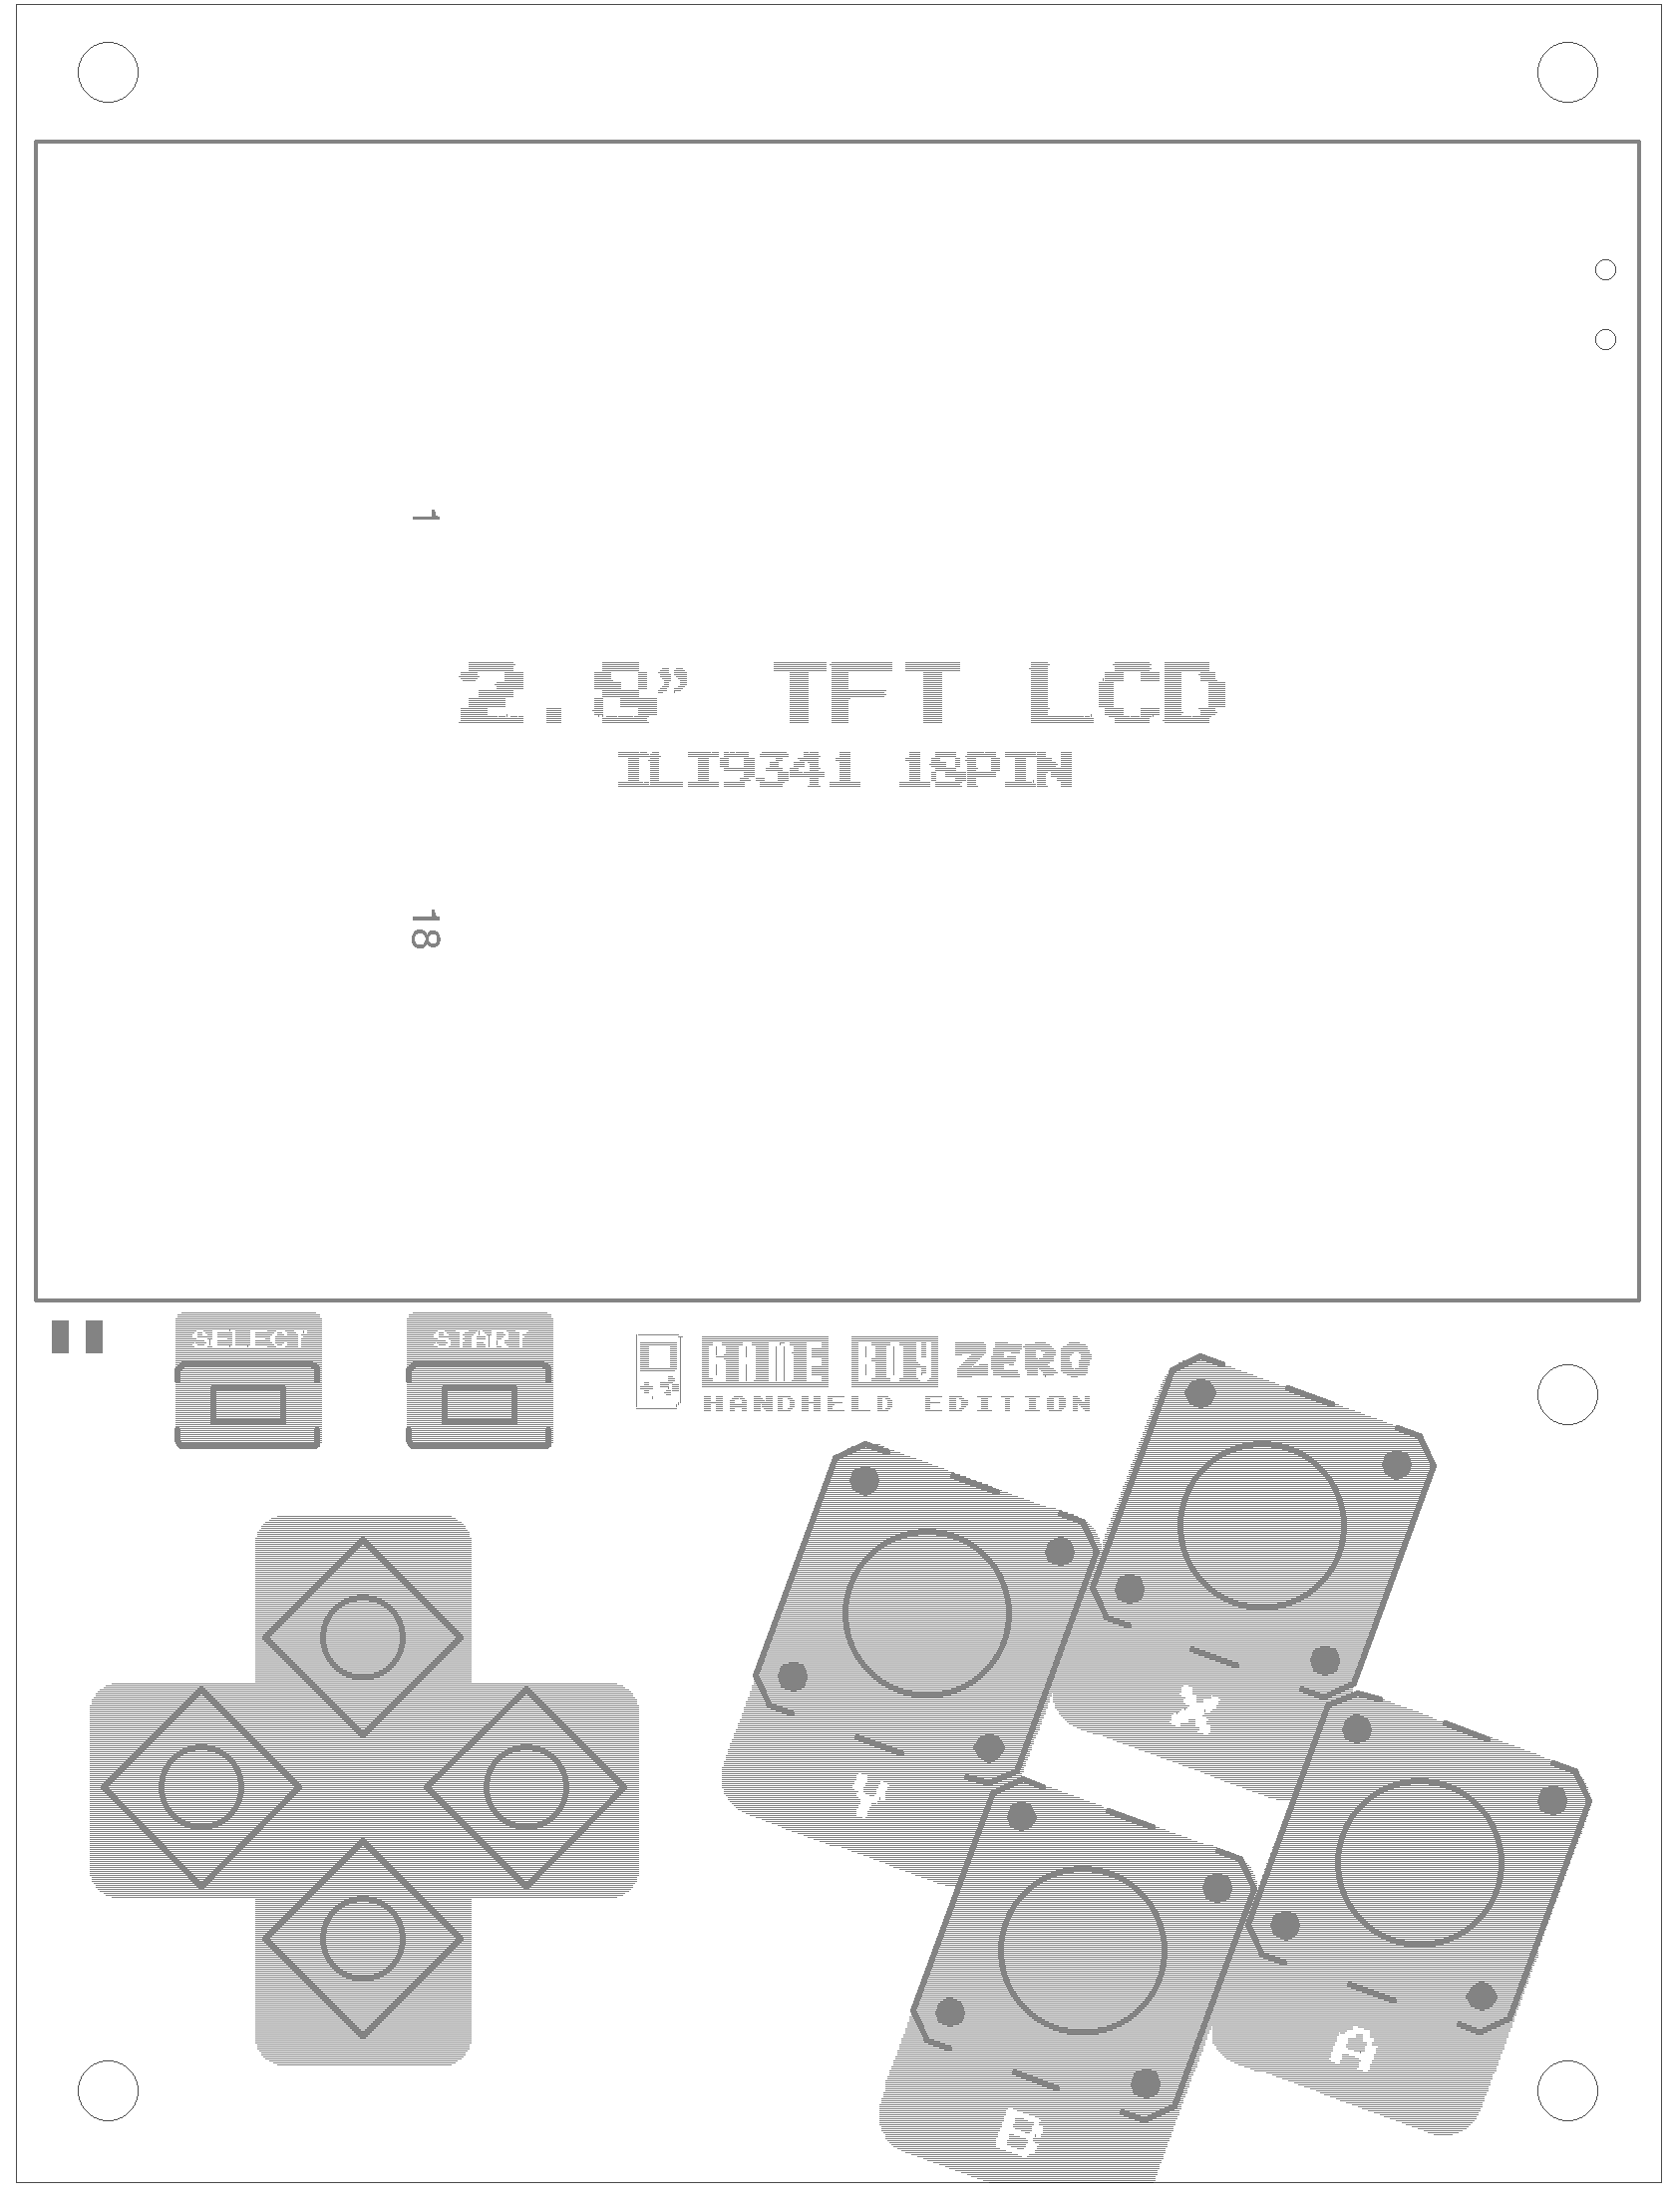 1
2.8” TFT LCD
ILI9341 18PIN
18
SELECT
START
GAME BOY ZERO
HANDHELD EDITION
X
Y
A
B